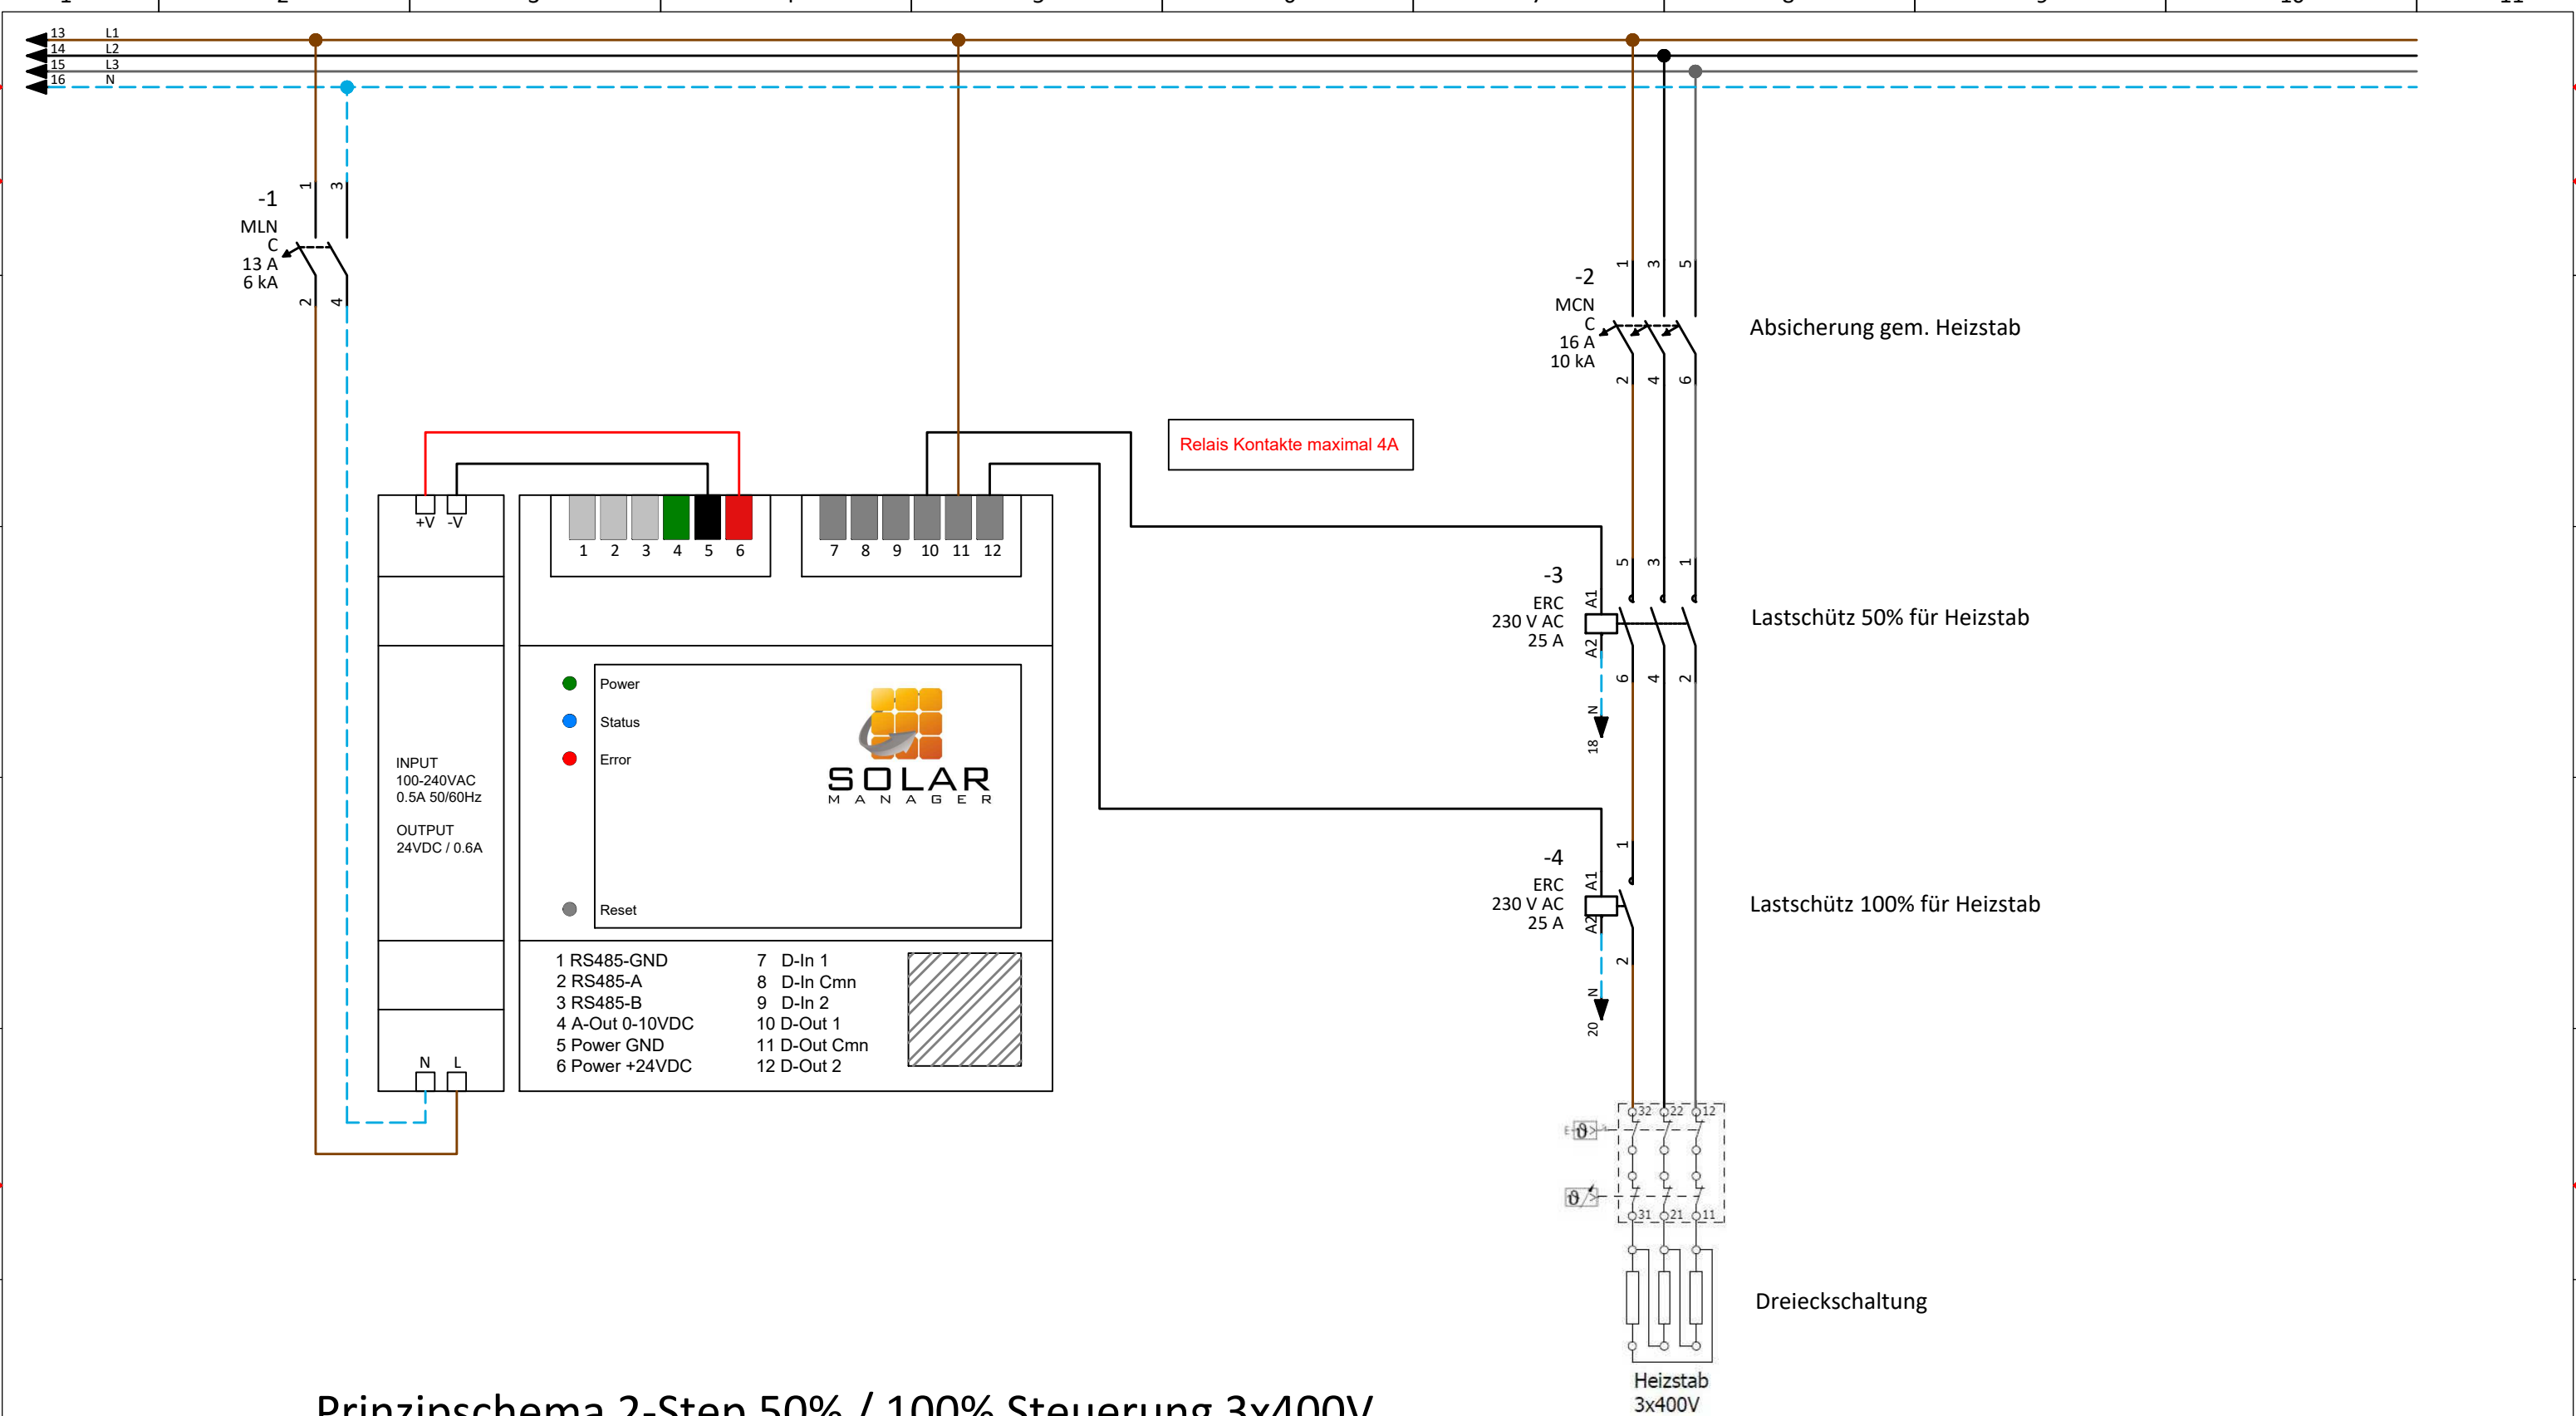 13 L1
14 L2
15 L3
16 N
-1
MLN
C
13 A
6 kA
1
3
2
4
-2
MCN
C
16 A
10 kA
1
3
5
2
4
6
Absicherung gem. Heizstab
Relais Kontakte maximal 4A
+V -V
1 2 3 4 5 6
7 8 9 10 11 12
-3
ERC
230 V AC
25 A
A1
A2
5
3
1
6
4
2
N
18
Lastschütz 50% für Heizstab
Power
Status
Error
Reset
SOLAR
MANAGER
INPUT
100-240VAC
0.5A 50/60Hz
OUTPUT
24VDC / 0.6A
-4
ERC
230 V AC
25 A
A1
A2
1
2
N
20
Lastschütz 100% für Heizstab
1 RS485-GND
2 RS485-A
3 RS485-B
4 A-Out 0-10VDC
5 Power GND
6 Power +24VDC
7 D-In 1
8 D-In Cmn
9 D-In 2
10 D-Out 1
11 D-Out Cmn
12 D-Out 2
N L
32 22 12
E ϑ>
ϑ
31 21 11
Dreieckschaltung
Heizstab
3x400V
Prinzipschema 2-Step 50% / 100% Steuerung 3x400V